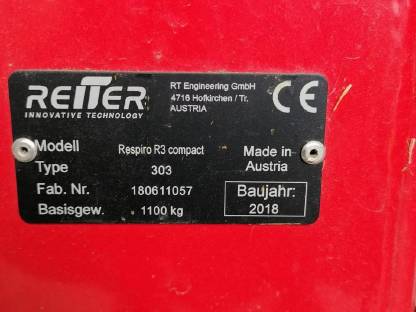 REITER
INNOVATIVE TECHNOLOGY
RT Engineering GmbH
4716 Hofkirchen / Tr.
AUSTRIA
CE
Modell Respiro R3 compact
Type 303
Fab. Nr. 180611057
Basisgew. 1100 kg
Made in
Austria
Baujahr:
2018